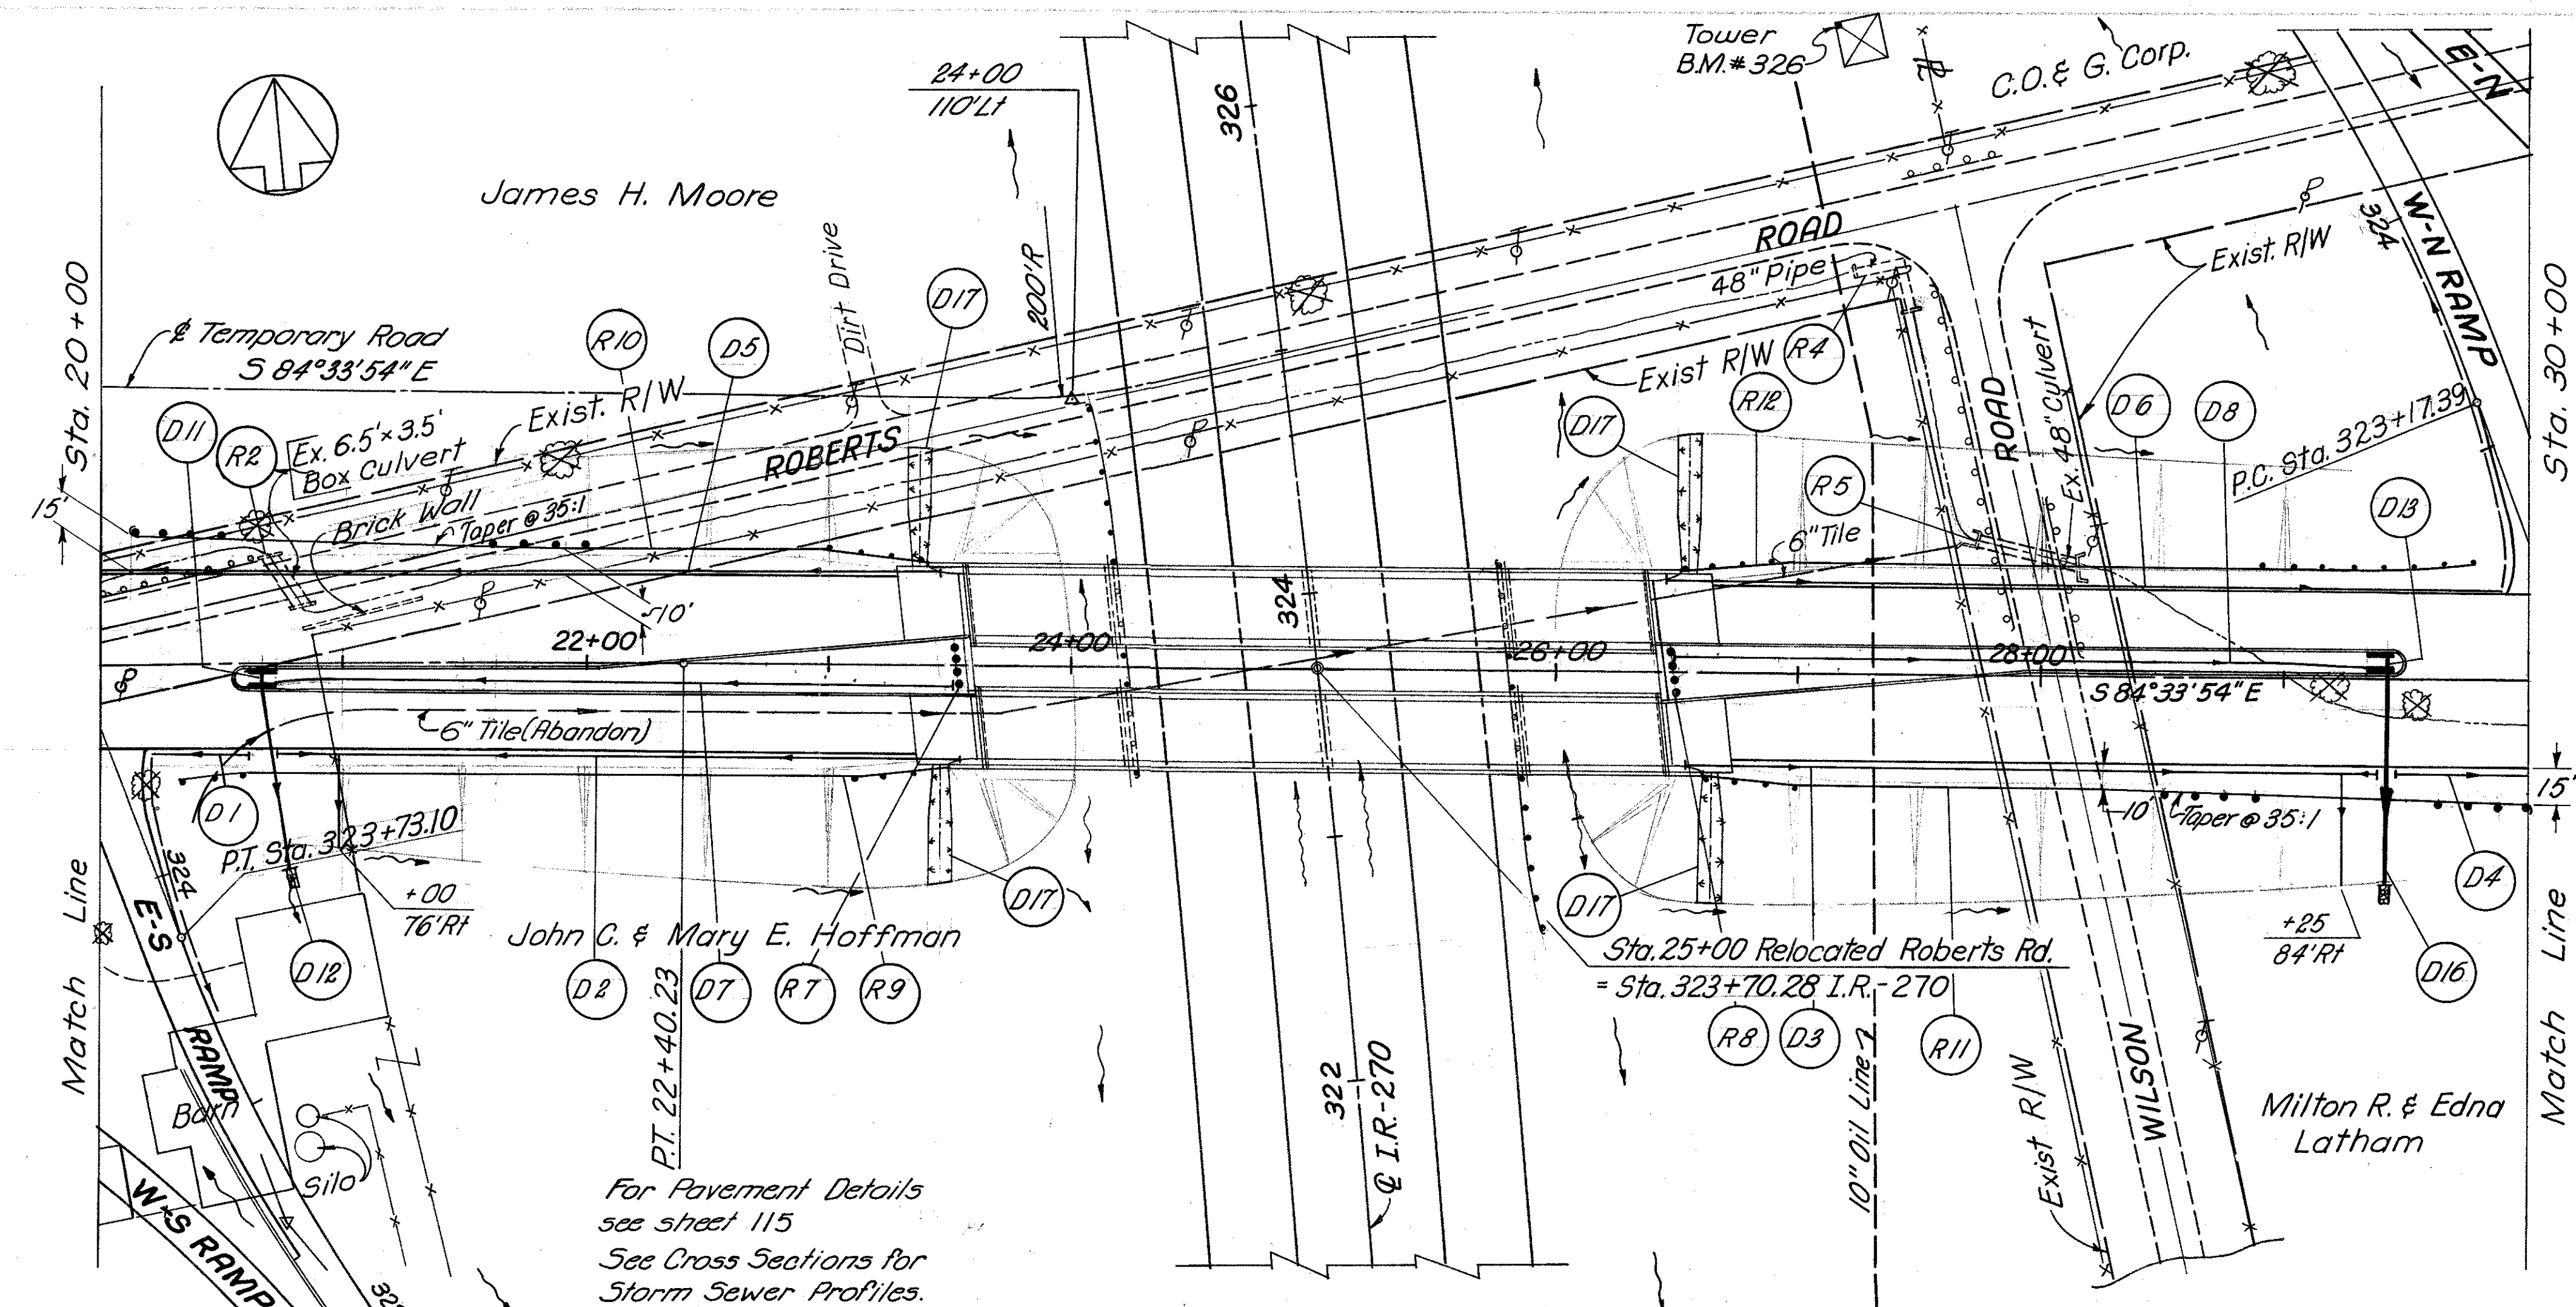 Tower
B.M.#326
C.O.& G. Corp.
E-N
24+00
110'Lt
326
James H. Moore
Dirt Drive
D17
200'R
ROAD
48" Pipe
324
W-N RAMP
Exist. R/W
Sta. 20+00
Sta. 30+00
℄ Temporary Road
S 84°33'54" E
R10
D5
Exist R/W
R4
R12
ROAD
Ex. 48" Culvert
D6
D8
P.C. Sta. 323+17.39
D11
R2
Ex. 6.5'x 3.5'
Box Culvert
Exist. R/W
ROBERTS
D17
R5
D13
15'
Brick Wall
Taper @ 35:1
6" Tile
10'
324
22+00
24+00
26+00
28+00
S 84°33'54" E
6" Tile (Abandon)
D1
P.T. Sta. 323+73.10
15'
10'
Taper @ 35:1
D4
324
E-S
RAMP
+00
76'Rt
D17
D17
+25
84'Rt
D16
Match Line
Match Line
John C. & Mary E. Hoffman
D12
D2
D7
R7
R9
P.T. 22+40.23
Sta. 25+00 Relocated Roberts Rd.
= Sta. 323+70.28 I.R.-270
R8
D3
R11
Barn
Silo
322
℄ I.R.-270
10" Oil Line
Exist R/W
WILSON
Milton R. & Edna
Latham
W-S RAMP
For Pavement Details
see sheet 115
See Cross Sections for
Storm Sewer Profiles.